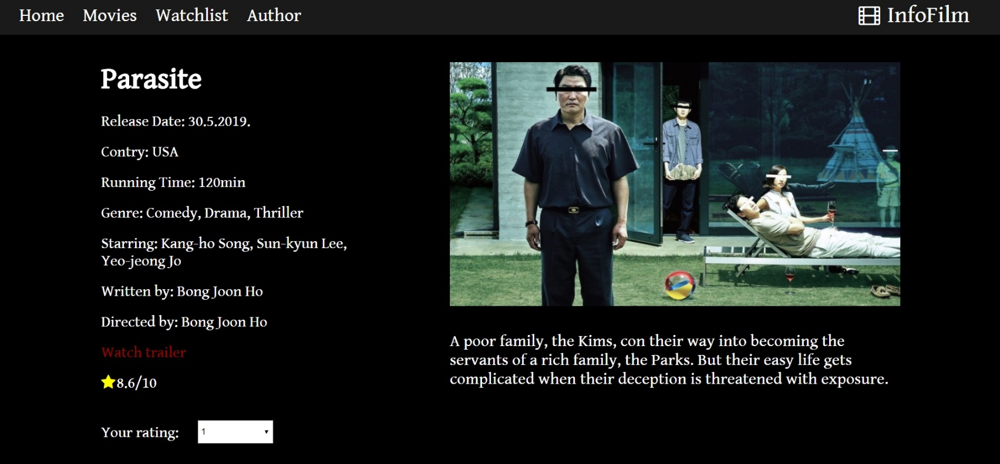 Home Movies Watchlist Author InfoFilm
Parasite
Release Date: 30.5.2019.
Contry: USA
Running Time: 120min
Genre: Comedy, Drama, Thriller
Starring: Kang-ho Song, Sun-kyun Lee,
Yeo-jeong Jo
Written by: Bong Joon Ho
Directed by: Bong Joon Ho
Watch trailer
8.6/10
Your rating: 1
A poor family, the Kims, con their way into becoming the
servants of a rich family, the Parks. But their easy life gets
complicated when their deception is threatened with exposure.